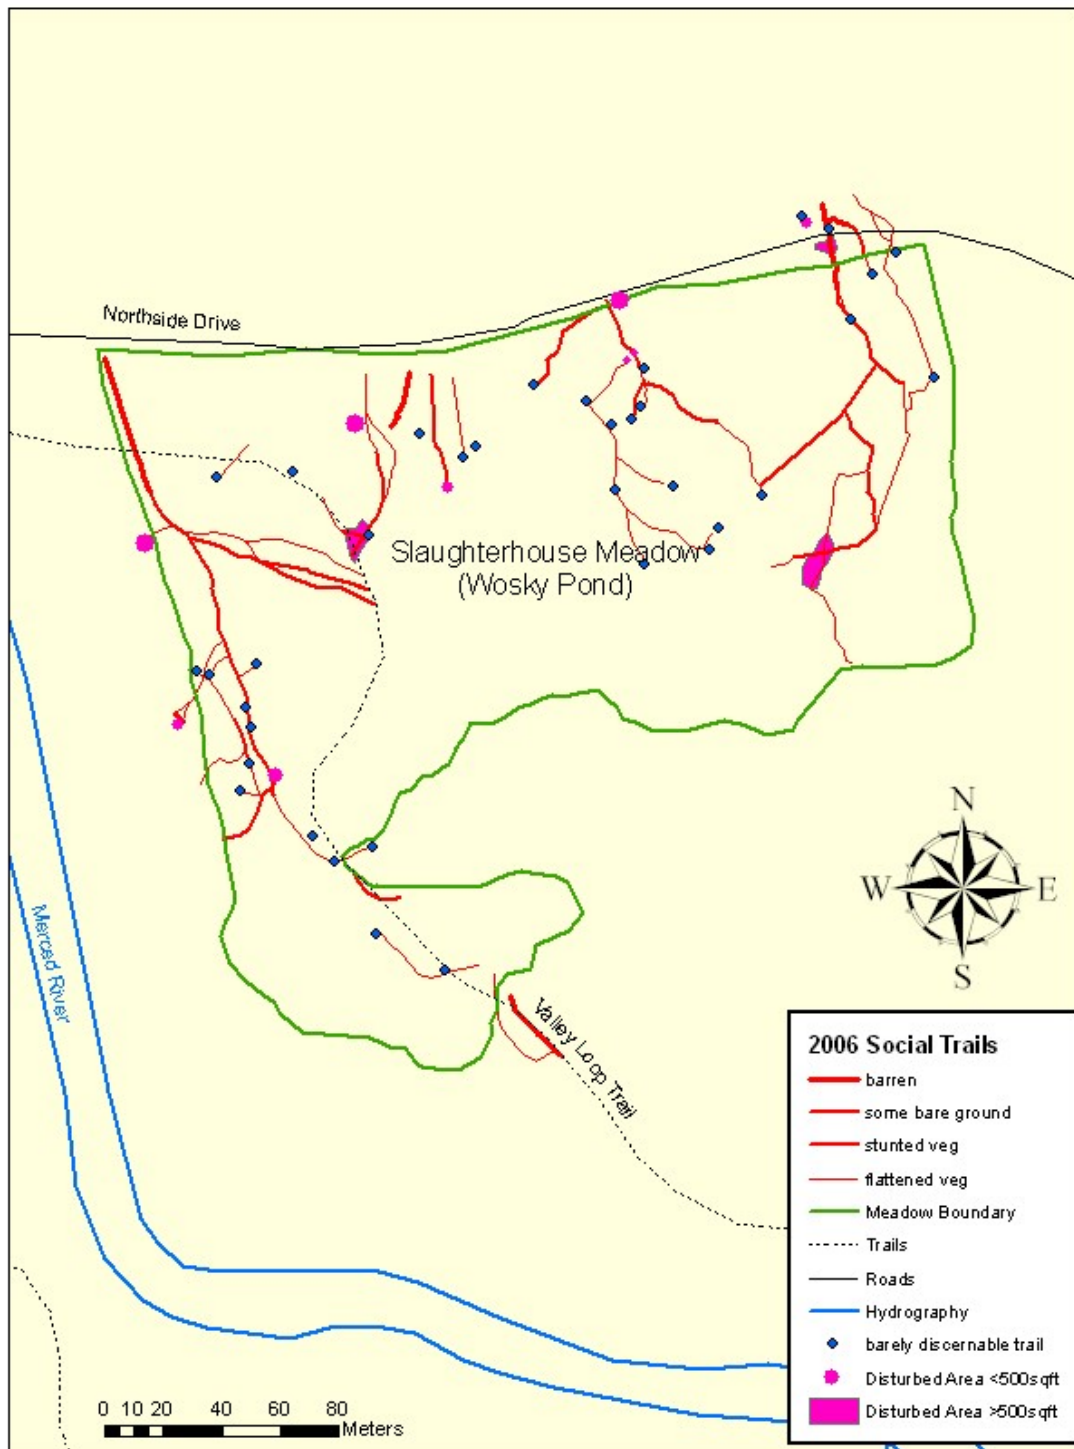 Northside Drive
Slaughterhouse Meadow
(Wosky Pond)
N
W
E
S
Merced River
Valley Loop Trail
2006 Social Trails
barren
some bare ground
stunted veg
flattened veg
Meadow Boundary
Trails
Roads
Hydrography
barely discernable trail
Disturbed Area <500sqft
Disturbed Area >500sqft
0 10 20 40 60 80
Meters